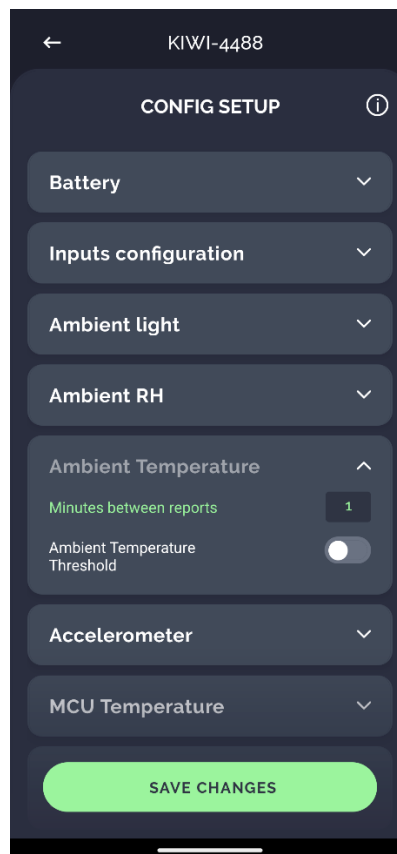 KIWI-4488
CONFIG SETUP
Battery
Inputs configuration
Ambient light
Ambient RH
Ambient Temperature
Minutes between reports 1
Ambient Temperature
Threshold
Accelerometer
MCU Temperature
SAVE CHANGES